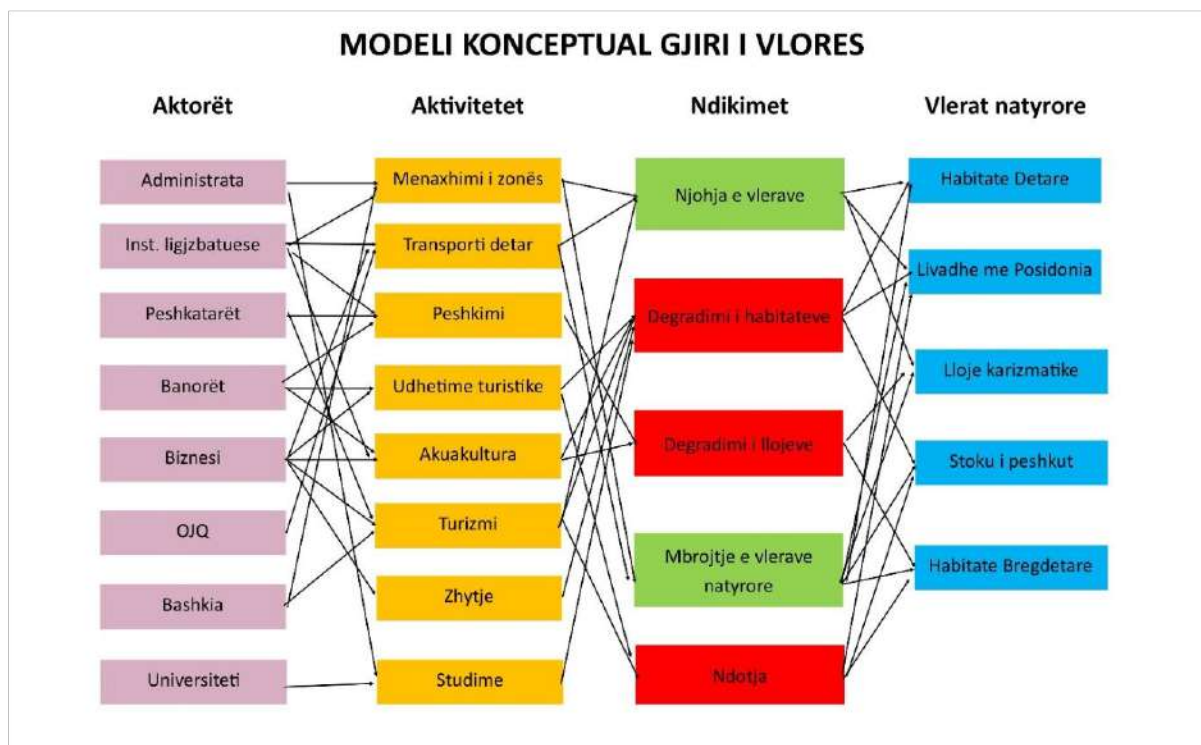 MODELI KONCEPTUAL GJIRI I VLORES
Aktorët
Aktivitetet
Ndikimet
Vlerat natyrore
Administrata
Inst. ligjzbatuese
Peshkatarët
Banorët
Biznesi
OJQ
Bashkia
Universiteti
Menaxhimi i zonës
Transporti detar
Peshkimi
Udhetime turistike
Akuakultura
Turizmi
Zhytje
Studime
Njohja e vlerave
Degradimi i habitateve
Degradimi i llojeve
Mbrojtje e vlerave
natyrore
Ndotja
Habitate Detare
Livadhe me Posidonia
Lloje karizmatike
Stoku i peshkut
Habitate Bregdetare